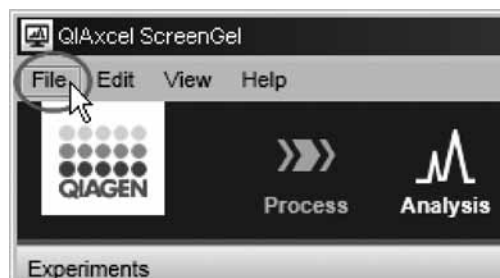 QIAxcel ScreenGel
File Edit View Help
QIAGEN
Process Analysis
Experiments